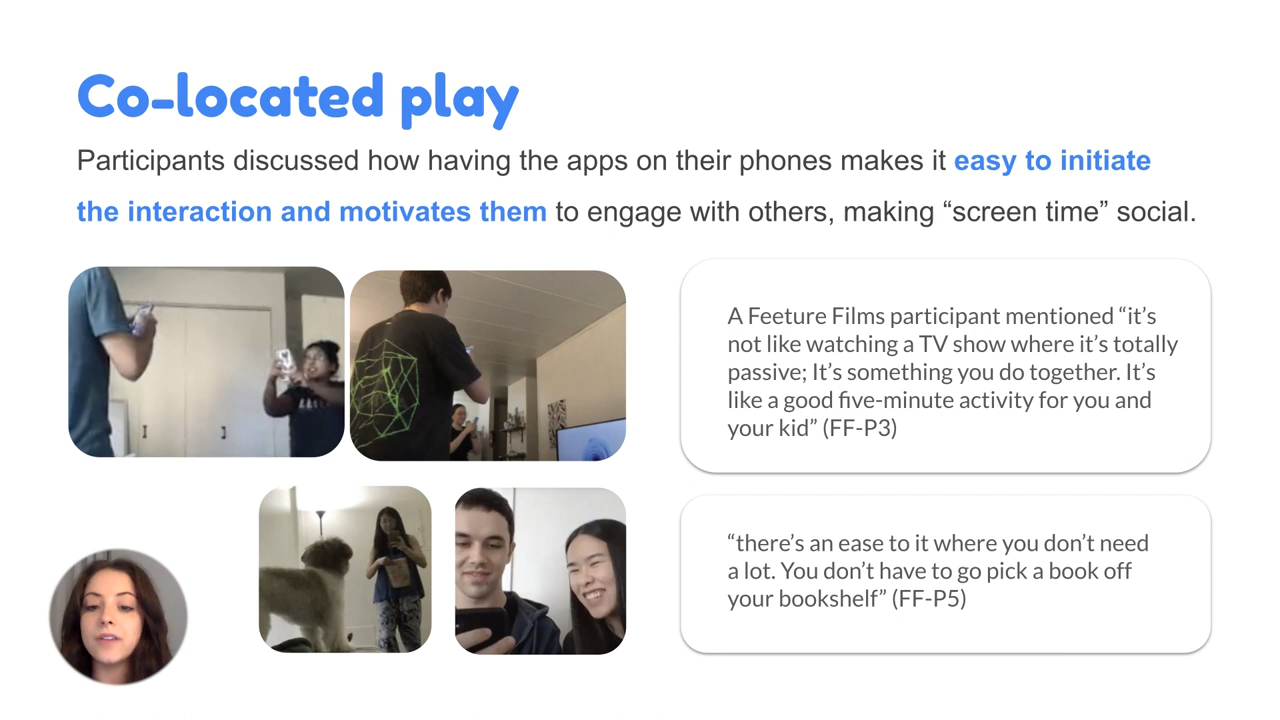 Co-located play
Participants discussed how having the apps on their phones makes it easy to initiate
the interaction and motivates them to engage with others, making “screen time” social.
A Feeture Films participant mentioned “it’s
not like watching a TV show where it’s totally
passive; It’s something you do together. It’s
like a good five-minute activity for you and
your kid” (FF-P3)
“there’s an ease to it where you don’t need
a lot. You don’t have to go pick a book off
your bookshelf” (FF-P5)